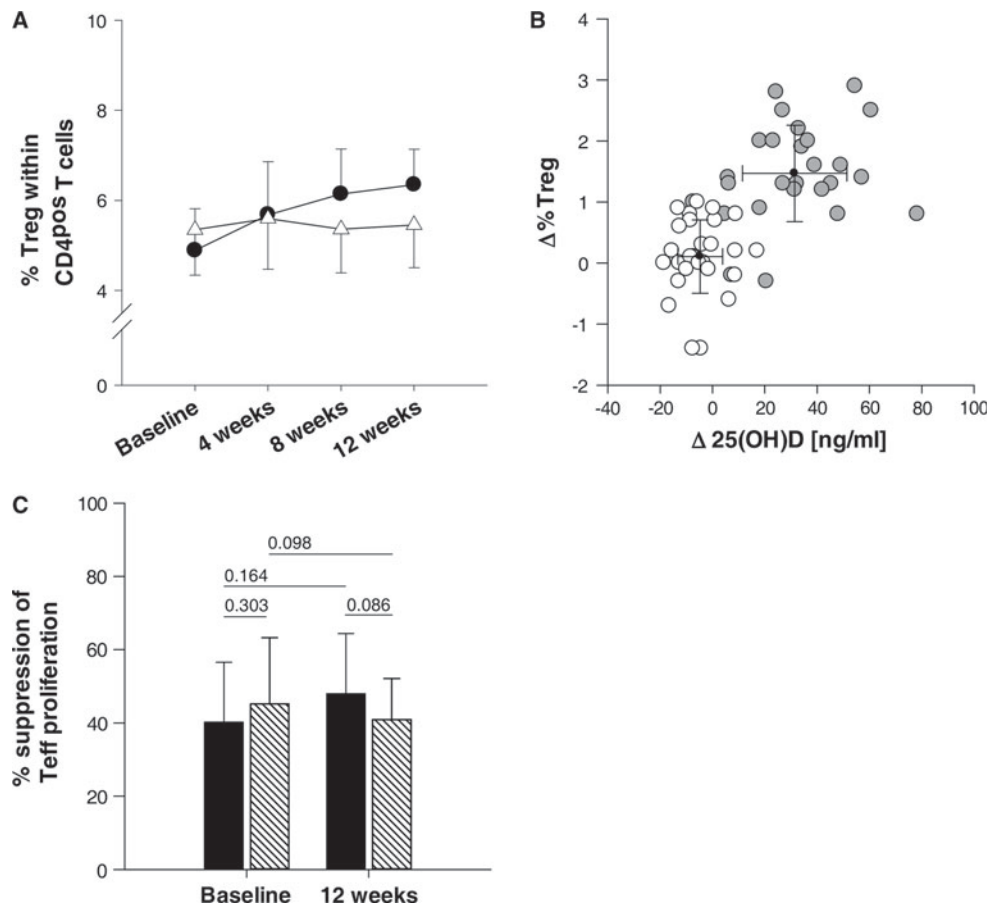 A
% Treg within
CD4pos T cells
10
8
6
4
0
Baseline
4 weeks
8 weeks
12 weeks
B
Δ%Treg
4
3
2
1
0
-1
-2
-40
-20
0
20
40
60
80
100
Δ 25(OH)D [ng/ml]
C
% suppression of
Teff proliferation
100
80
60
40
20
0
0.098
0.164
0.303
0.086
Baseline
12 weeks